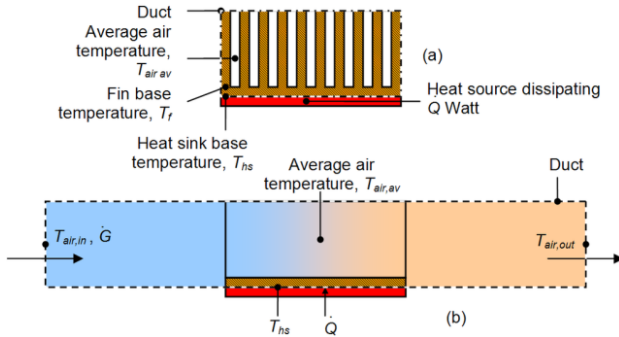 Duct
Average air
temperature,
T_air av
(a)
Fin base
temperature, T_f
Heat source dissipating
Q̇ Watt
Heat sink base
temperature, T_hs
Average air
temperature, T_air,av
Duct
T_air,in , Ġ
T_air,out
T_hs
Q̇
(b)